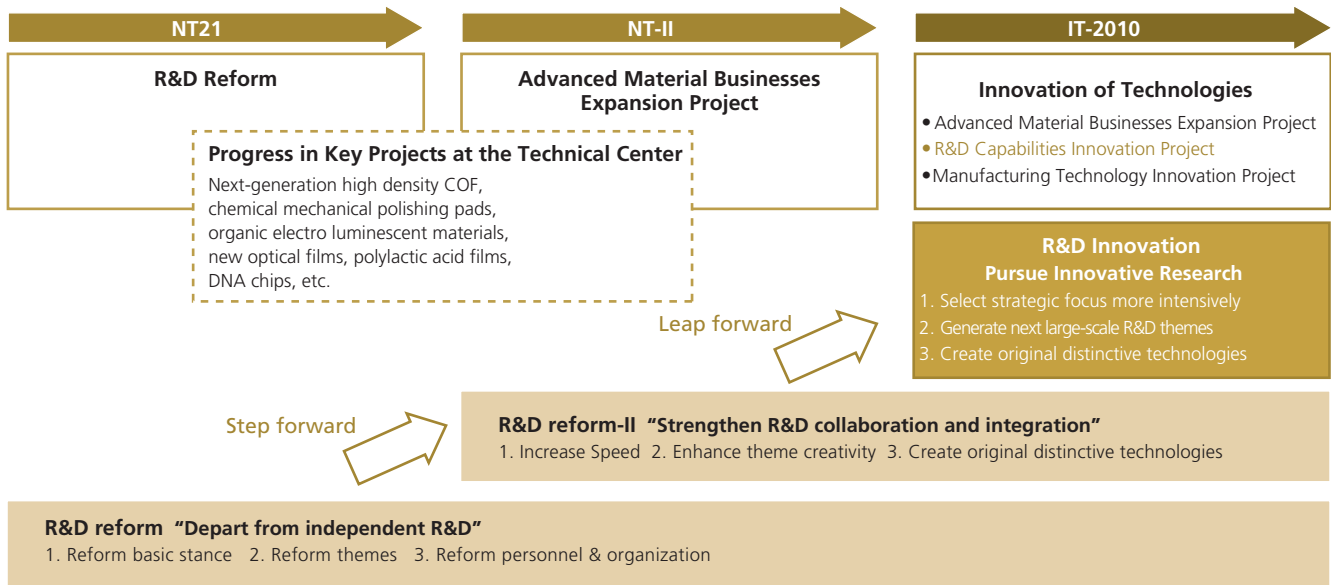 NT21
NT-II
IT-2010
R&D Reform
Advanced Material Businesses
Expansion Project
Innovation of Technologies
• Advanced Material Businesses Expansion Project
• R&D Capabilities Innovation Project
• Manufacturing Technology Innovation Project
Progress in Key Projects at the Technical Center
Next-generation high density COF,
chemical mechanical polishing pads,
organic electro luminescent materials,
new optical films, polylactic acid films,
DNA chips, etc.
R&D Innovation
Pursue Innovative Research
1. Select strategic focus more intensively
2. Generate next large-scale R&D themes
3. Create original distinctive technologies
Leap forward
Step forward
R&D reform-II “Strengthen R&D collaboration and integration”
1. Increase Speed 2. Enhance theme creativity 3. Create original distinctive technologies
R&D reform “Depart from independent R&D”
1. Reform basic stance 2. Reform themes 3. Reform personnel & organization